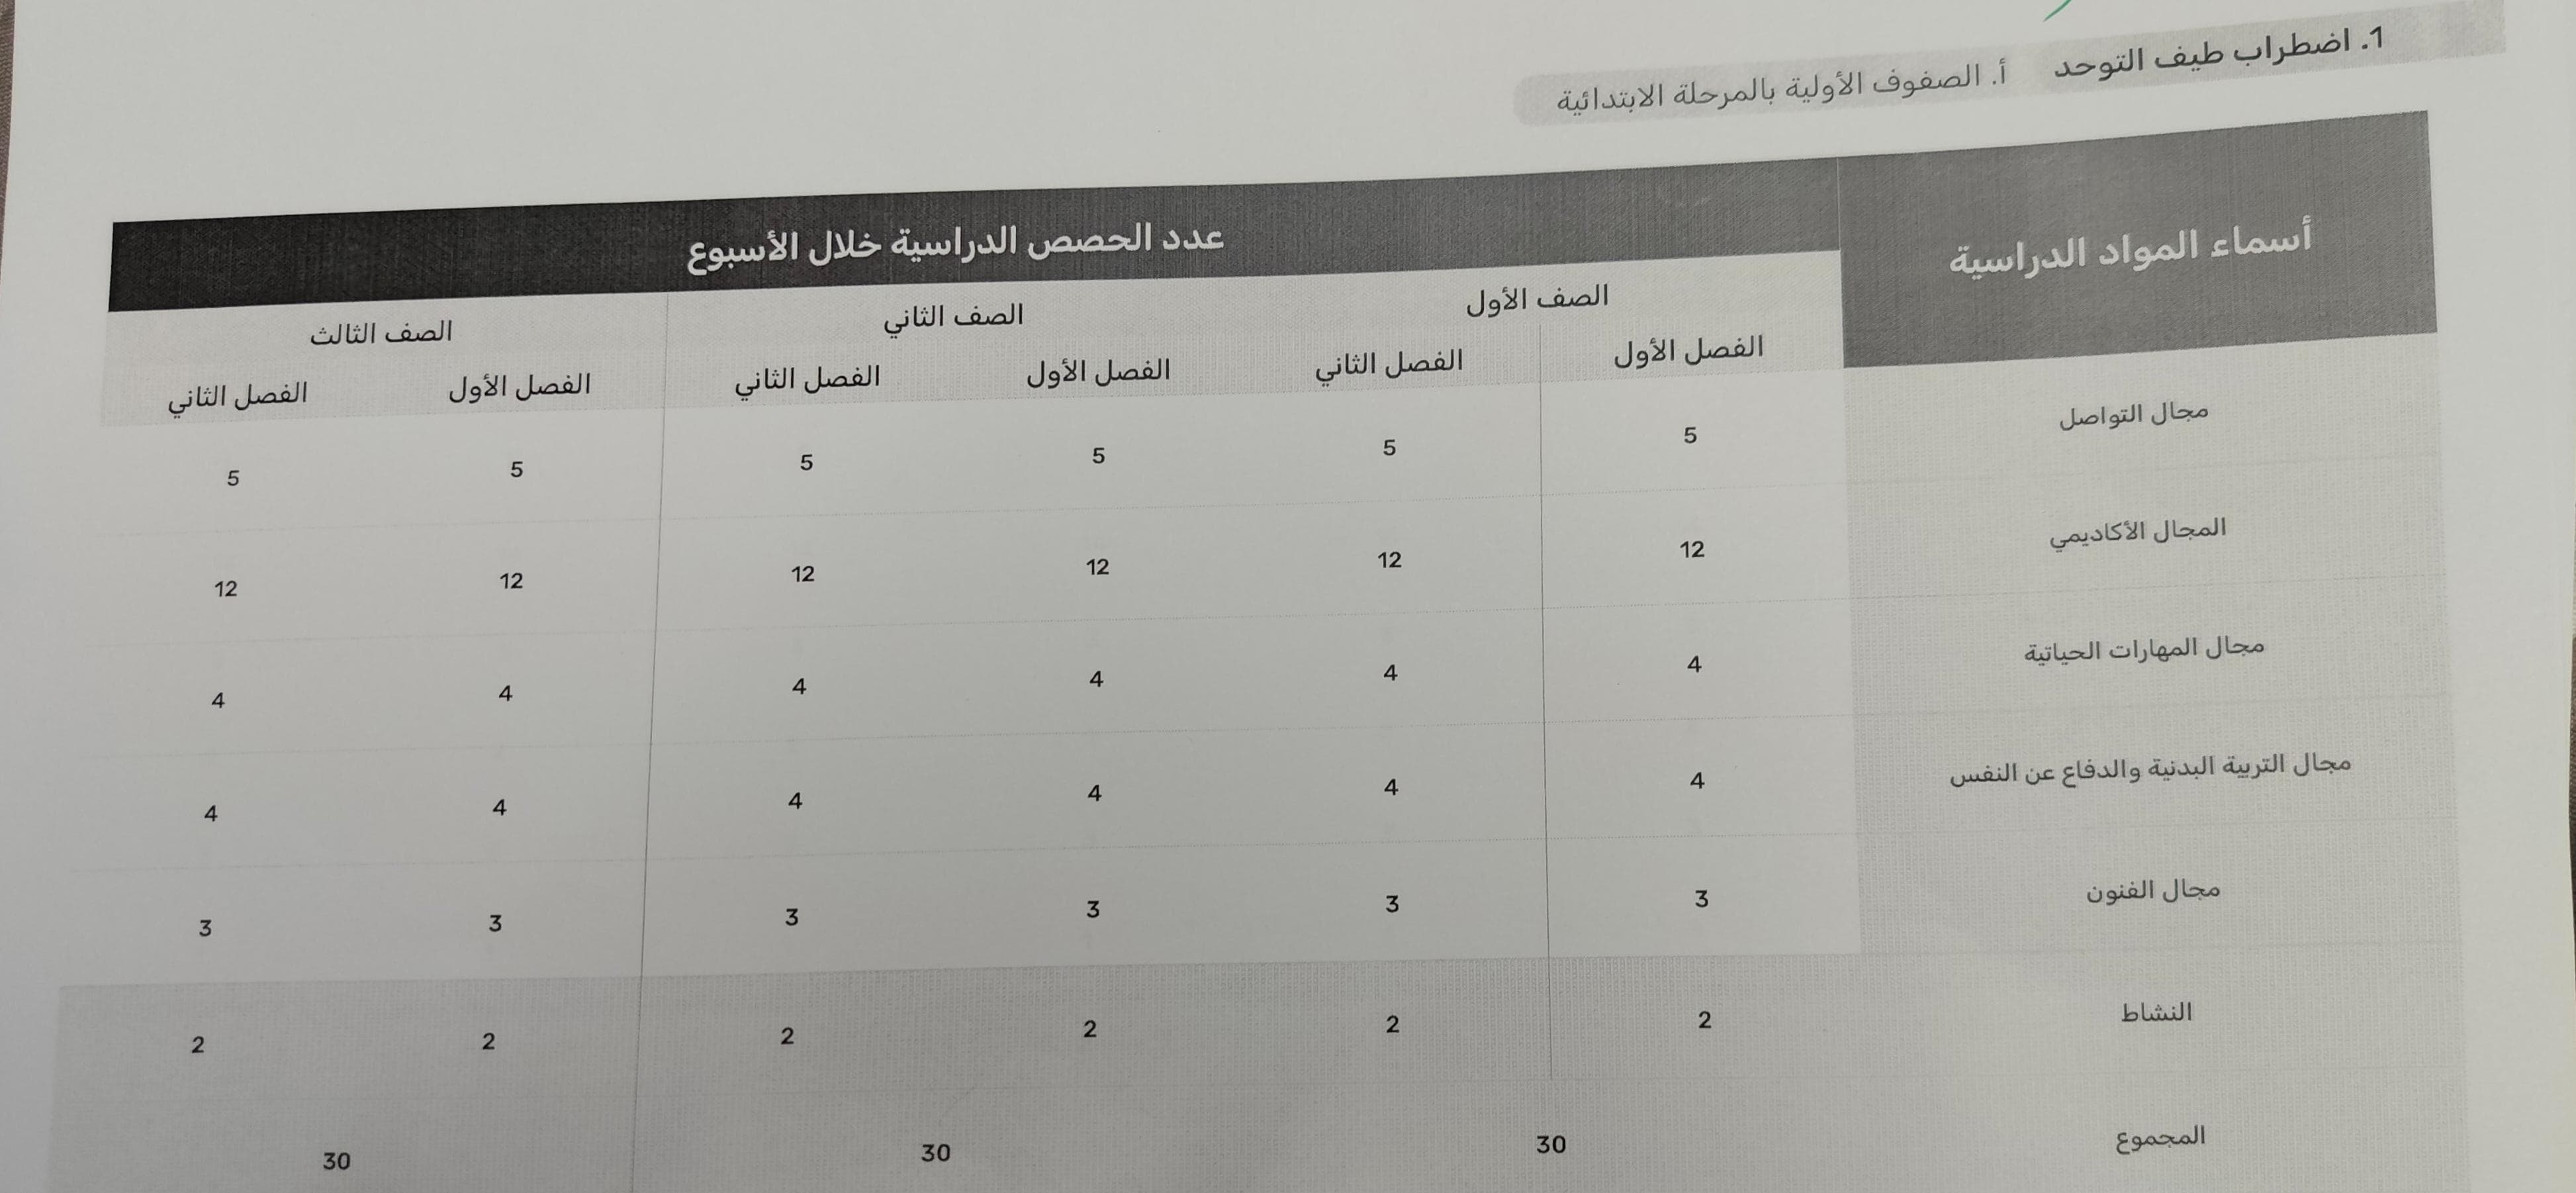 1. اضطراب طيف التوحد أ. الصفوف الأولية بالمرحلة الابتدائية
أسماء المواد الدراسية عدد الحصص الدراسية خلال الأسبوع
الصف الأول الصف الثاني الصف الثالث
الفصل الأول الفصل الثاني الفصل الأول الفصل الثاني الفصل الأول الفصل الثاني
مجال التواصل 5 5 5 5 5 5
المجال الأكاديمي 12 12 12 12 12 12
مجال المهارات الحياتية 4 4 4 4 4 4
مجال التربية البدنية والدفاع عن النفس 4 4 4 4 4 4
مجال الفنون 3 3 3 3 3 3
النشاط 2 2 2 2 2 2
المجموع 30 30 30